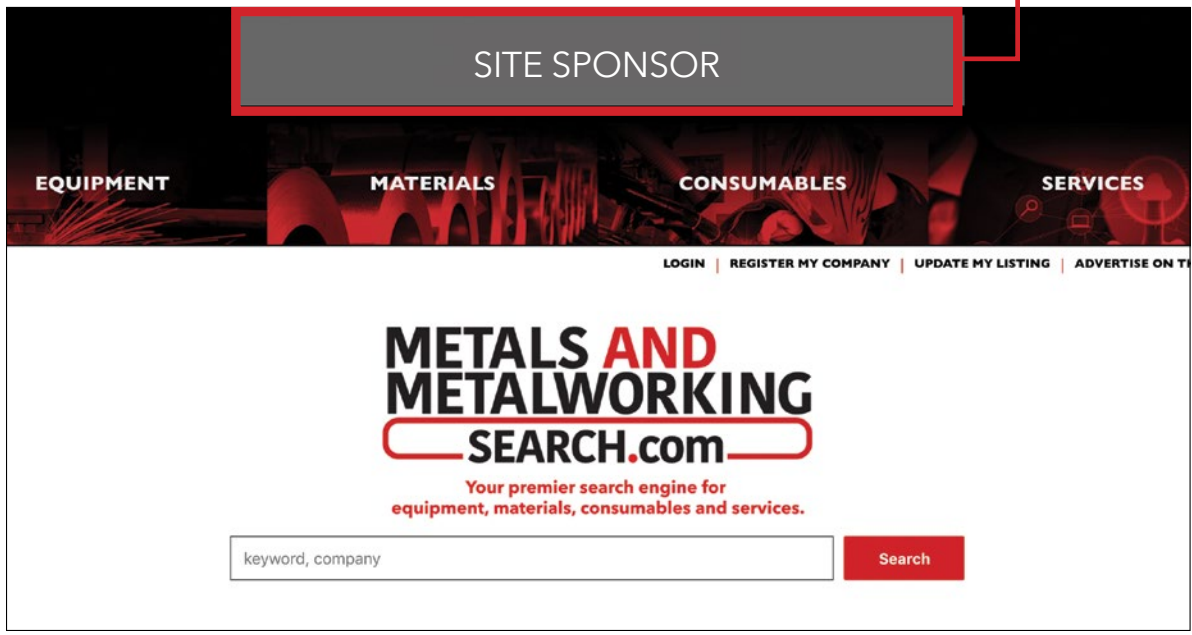 SITE SPONSOR
EQUIPMENT MATERIALS CONSUMABLES SERVICES
LOGIN | REGISTER MY COMPANY | UPDATE MY LISTING | ADVERTISE ON
METALS AND
METALWORKING
SEARCH.com
Your premier search engine for
equipment, materials, consumables and services.
keyword, company Search